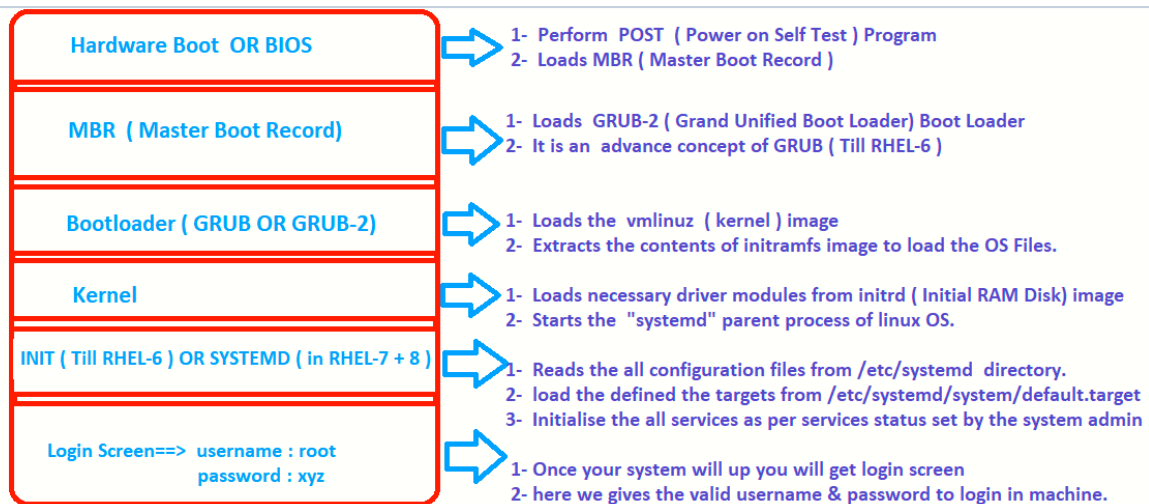 Hardware Boot OR BIOS
1- Perform POST ( Power on Self Test ) Program
2- Loads MBR ( Master Boot Record )
MBR ( Master Boot Record)
1- Loads GRUB-2 ( Grand Unified Boot Loader) Boot Loader
2- It is an advance concept of GRUB ( Till RHEL-6 )
Bootloader ( GRUB OR GRUB-2)
1- Loads the vmlinuz ( kernel ) image
2- Extracts the contents of initramfs image to load the OS Files.
Kernel
1- Loads necessary driver modules from initrd ( Initial RAM Disk) image
2- Starts the "systemd" parent process of linux OS.
INIT ( Till RHEL-6 ) OR SYSTEMD ( in RHEL-7 + 8 )
1- Reads the all configuration files from /etc/systemd directory.
2- load the defined the targets from /etc/systemd/system/default.target
3- Initialise the all services as per services status set by the system admin
Login Screen==> username : root
password : xyz
1- Once your system will up you will get login screen
2- here we gives the valid username & password to login in machine.